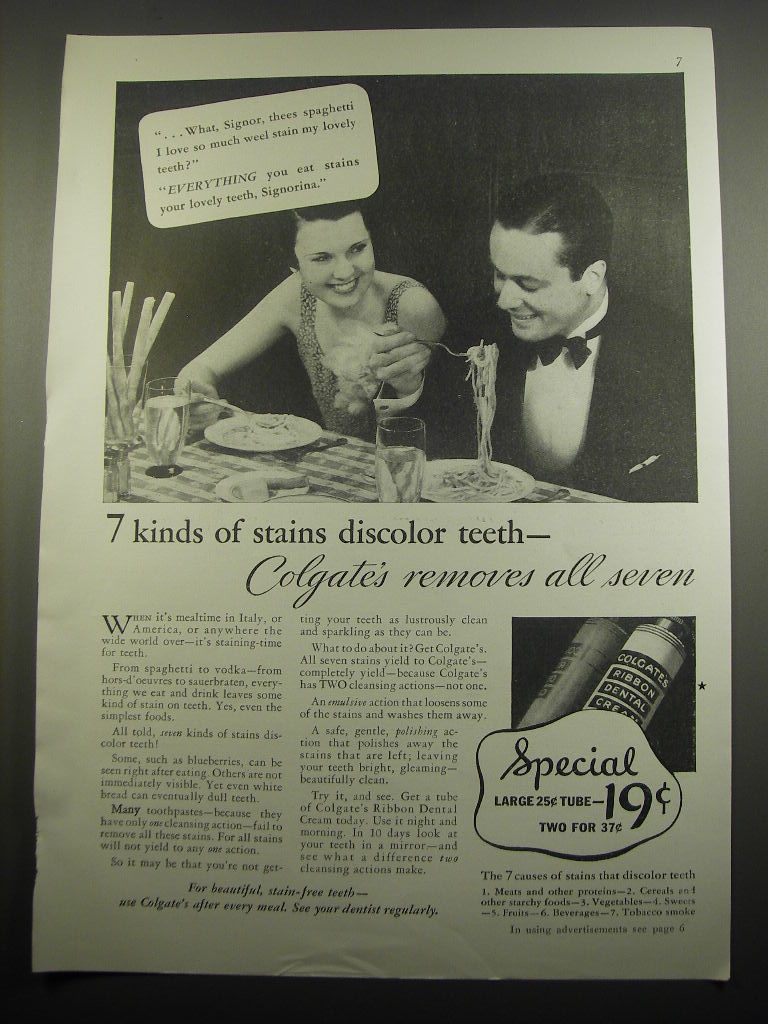 7
“. . . What, Signor, thees spaghetti
I love so much weel stain my lovely
teeth?”
“EVERYTHING you eat stains
your lovely teeth, Signorina.”
7 kinds of stains discolor teeth—
Colgate's removes all seven
WHEN it's mealtime in Italy, or
America, or anywhere the
wide world over—it's staining-time
for teeth.
From spaghetti to vodka—from
hors-d'oeuvres to sauerbraten, every-
thing we eat and drink leaves some
kind of stain on teeth. Yes, even the
simplest foods.
All told, seven kinds of stains dis-
color teeth!
Some, such as blueberries, can be
seen right after eating. Others are not
immediately visible. Yet even white
bread can eventually dull teeth.
Many toothpastes—because they
have only one cleansing action—fail to
remove all these stains. For all stains
will not yield to any one action.
So it may be that you're not get-
ting your teeth as lustrously clean
and sparkling as they can be.
What to do about it? Get Colgate's.
All seven stains yield to Colgate's—
completely yield—because Colgate's
has TWO cleansing actions—not one.
An emulsive action that loosens some
of the stains and washes them away.
A safe, gentle, polishing ac-
tion that polishes away the
stains that are left; leaving
your teeth bright, gleaming—
beautifully clean.
Try it, and see. Get a tube
of Colgate's Ribbon Dental
Cream today. Use it night and
morning. In 10 days look at
your teeth in a mirror—and
see what a difference two
cleansing actions make.
For beautiful, stain-free teeth—
use Colgate's after every meal. See your dentist regularly.
COLGATE'S
RIBBON
DENTAL
CREAM
★
Special
LARGE 25¢ TUBE—19¢
TWO FOR 37¢
The 7 causes of stains that discolor teeth
1. Meats and other proteins—2. Cereals and
other starchy foods—3. Vegetables—4. Sweets
—5. Fruits—6. Beverages—7. Tobacco smoke
In using advertisements see page 6